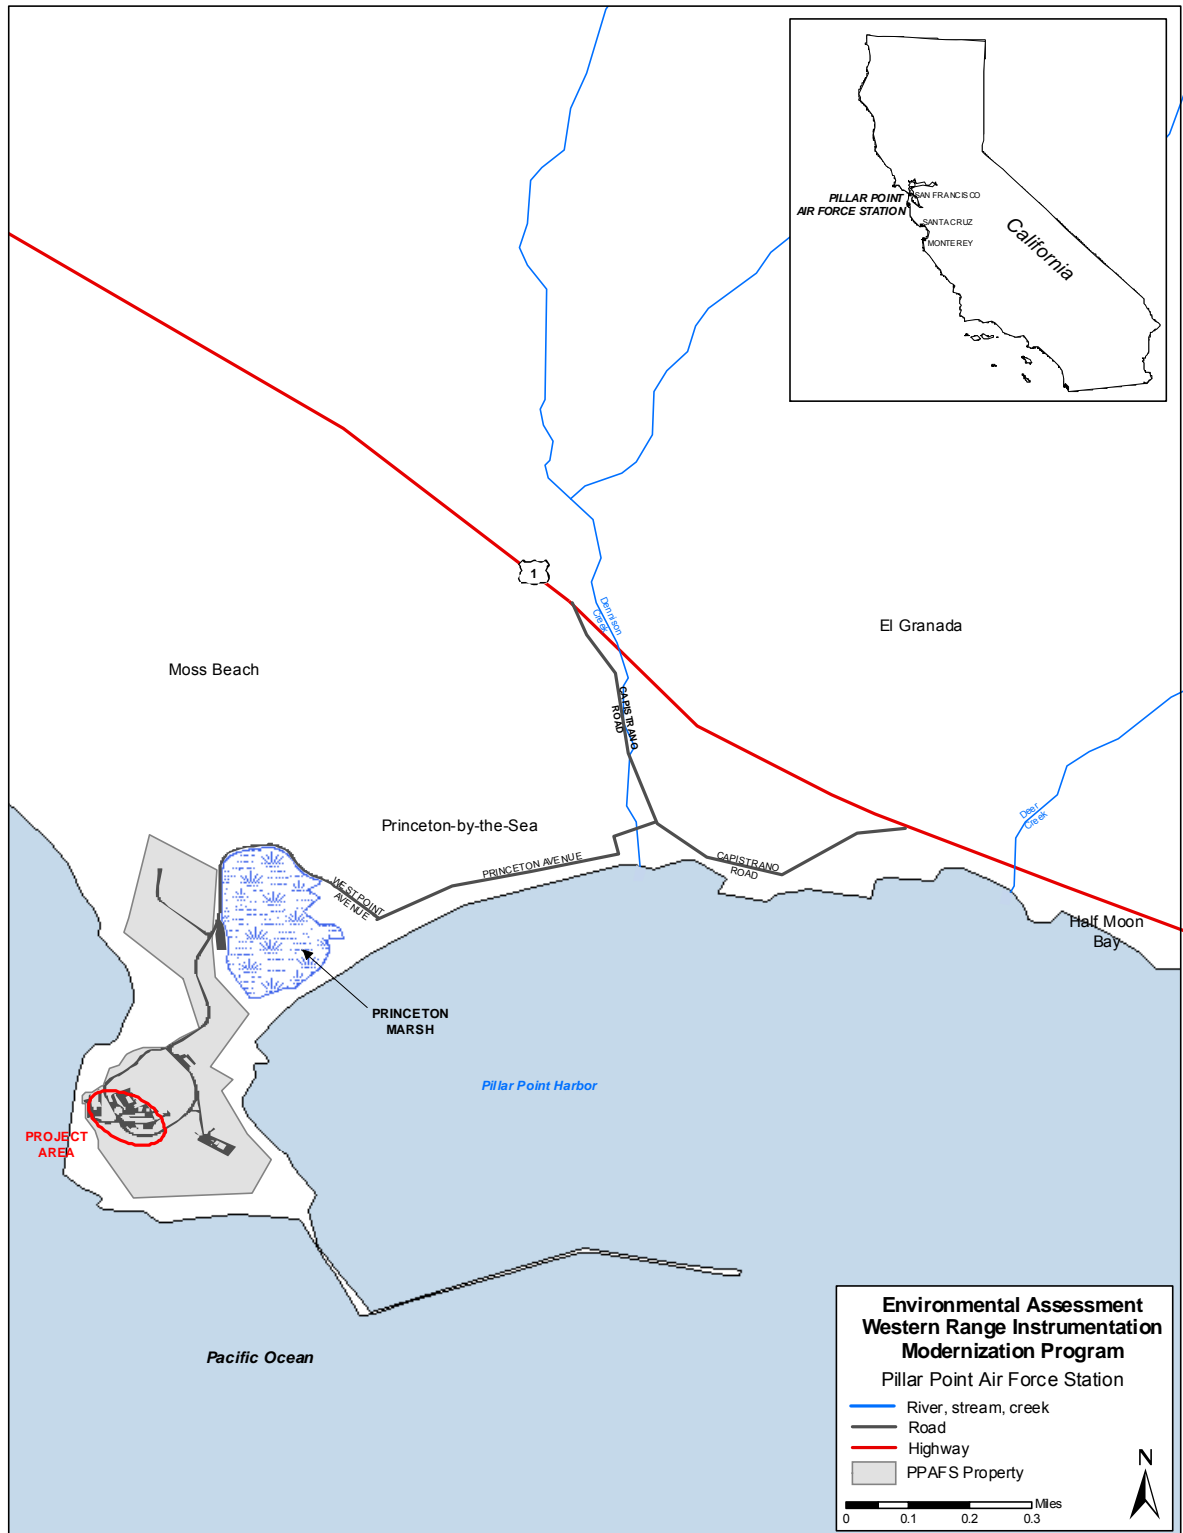 PILLAR POINT
AIR FORCE STATION
SAN FRANCISCO
SANTA CRUZ
MONTEREY
California
1
Dennison
Creek
El Granada
Moss Beach
CAPISTRANO
ROAD
Deer
Creek
Princeton-by-the-Sea
PRINCETON AVENUE
CAPISTRANO
ROAD
WEST POINT
AVENUE
Half Moon
Bay
PRINCETON
MARSH
Pillar Point Harbor
PROJECT
AREA
Pacific Ocean
Environmental Assessment
Western Range Instrumentation
Modernization Program
Pillar Point Air Force Station
River, stream, creek
Road
Highway
PPAFS Property
N
Miles
0 0.1 0.2 0.3